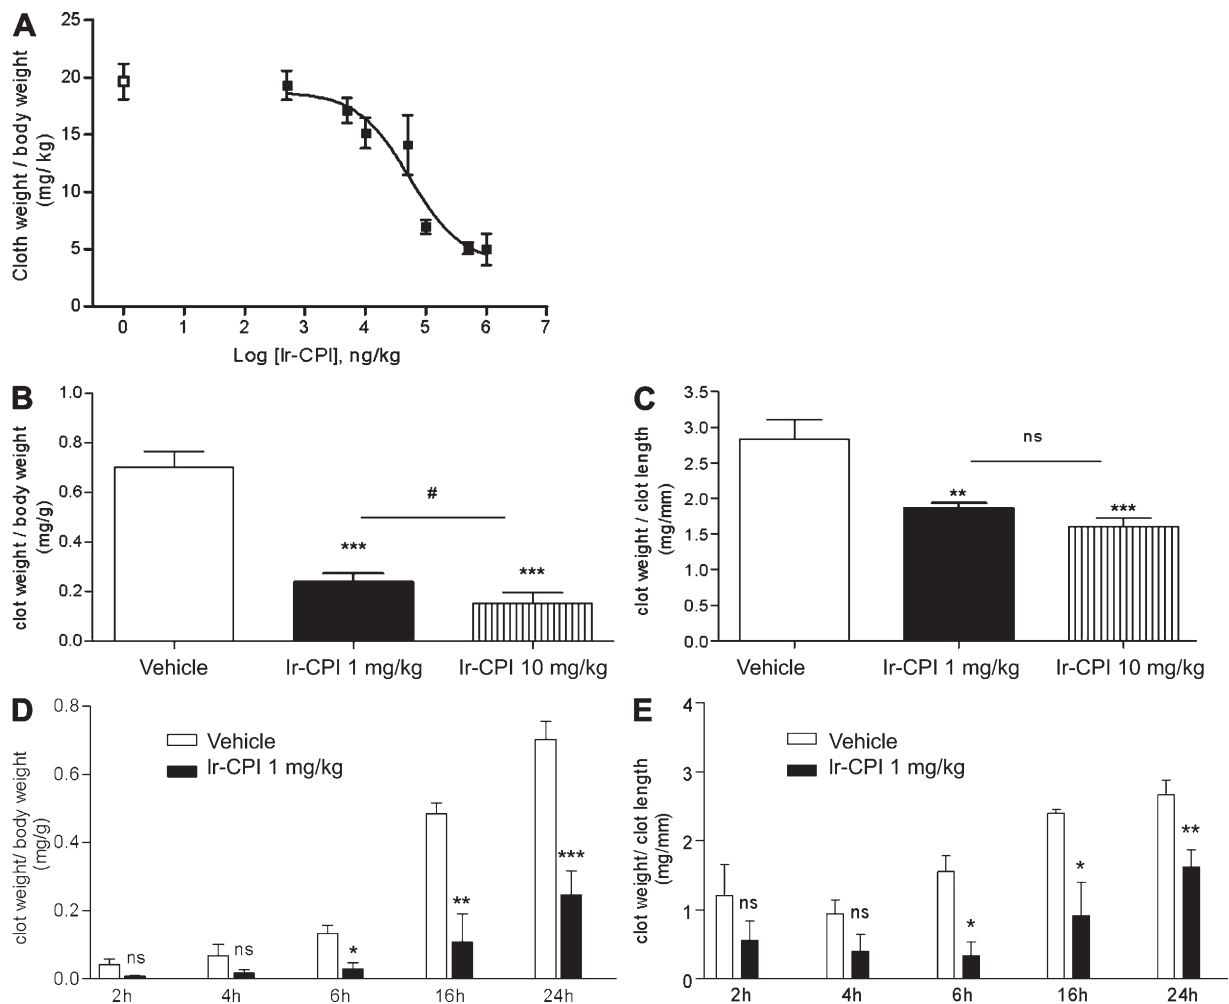 A
25
20
15
10
5
0
Cloth weight / body weight
(mg/ kg)
0 1 2 3 4 5 6 7
Log [Ir-CPI], ng/kg
B
1.0
0.8
0.6
0.4
0.2
0.0
clot weight / body weight
(mg/g)
#
***
***
Vehicle Ir-CPI 1 mg/kg Ir-CPI 10 mg/kg
C
3.5
3.0
2.5
2.0
1.5
1.0
0.5
0.0
clot weight / clot length
(mg/mm)
ns
**
***
Vehicle Ir-CPI 1 mg/kg Ir-CPI 10 mg/kg
D
0.8
0.6
0.4
0.2
0.0
clot weight/ body weight
(mg/g)
Vehicle
Ir-CPI 1 mg/kg
ns ns * ** ***
2h 4h 6h 16h 24h
E
4
3
2
1
0
clot weight/ clot length
(mg/mm)
Vehicle
Ir-CPI 1 mg/kg
ns ns * * **
2h 4h 6h 16h 24h